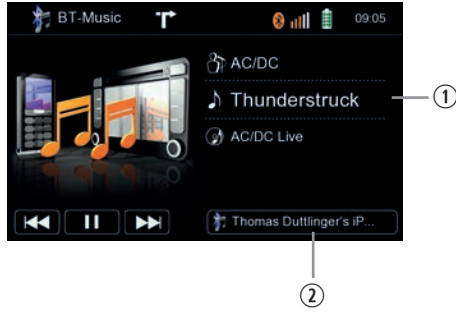 BT-Music 09:05
AC/DC
Thunderstruck
①
AC/DC Live
Thomas Duttlinger's iP...
②